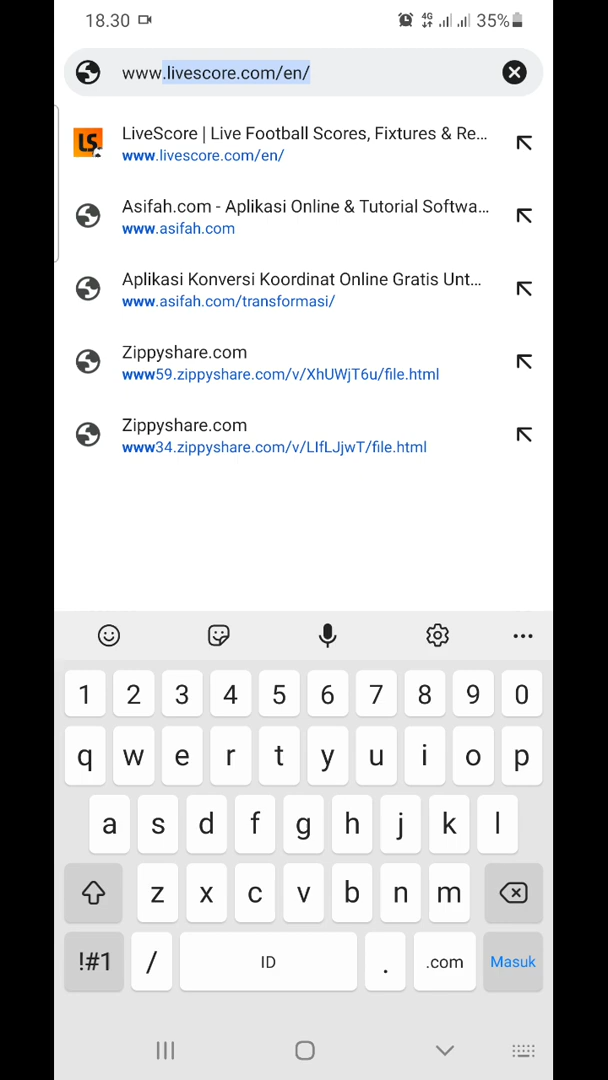 18.30 4G 35%
www.livescore.com/en/
LS
LiveScore | Live Football Scores, Fixtures & Re...
www.livescore.com/en/
Asifah.com - Aplikasi Online & Tutorial Softwa...
www.asifah.com
Aplikasi Konversi Koordinat Online Gratis Unt...
www.asifah.com/transformasi/
Zippyshare.com
www59.zippyshare.com/v/XhUWjT6u/file.html
Zippyshare.com
www34.zippyshare.com/v/LIfLJjwT/file.html
1 2 3 4 5 6 7 8 9 0
q w e r t y u i o p
a s d f g h j k l
z x c v b n m
!#1 / ID . .com Masuk